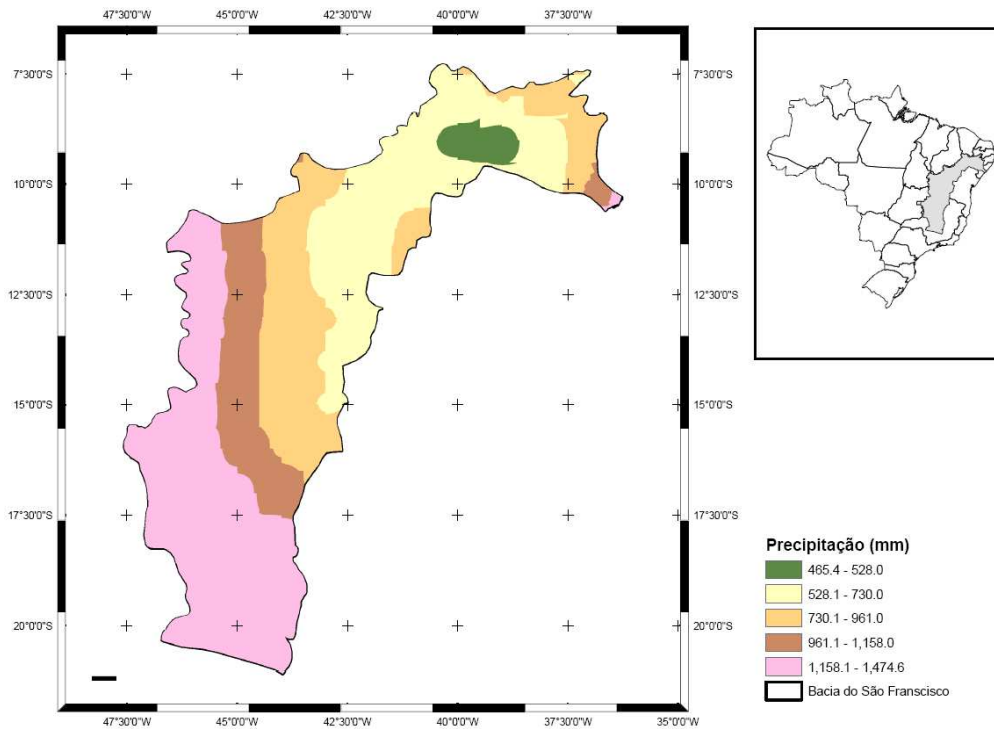 47°30'0"W 45°0'0"W 42°30'0"W 40°0'0"W 37°30'0"W
7°30'0"S 7°30'0"S
10°0'0"S 10°0'0"S
12°30'0"S 12°30'0"S
15°0'0"S 15°0'0"S
17°30'0"S 17°30'0"S
20°0'0"S 20°0'0"S
47°30'0"W 45°0'0"W 42°30'0"W 40°0'0"W 37°30'0"W 35°0'0"W
Precipitação (mm)
465.4 - 528.0
528.1 - 730.0
730.1 - 961.0
961.1 - 1,158.0
1,158.1 - 1,474.6
Bacia do São Franscisco